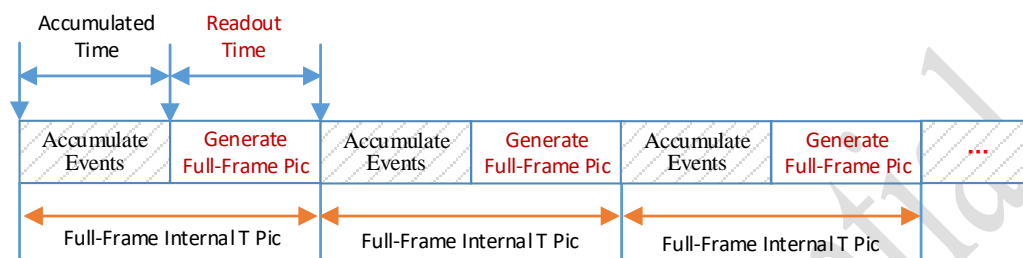 Accumulated
Time
Readout
Time
Accumulate
Events
Generate
Full-Frame Pic
Accumulate
Events
Generate
Full-Frame Pic
Accumulate
Events
Generate
Full-Frame Pic
...
Full-Frame Internal T Pic
Full-Frame Internal T Pic
Full-Frame Internal T Pic